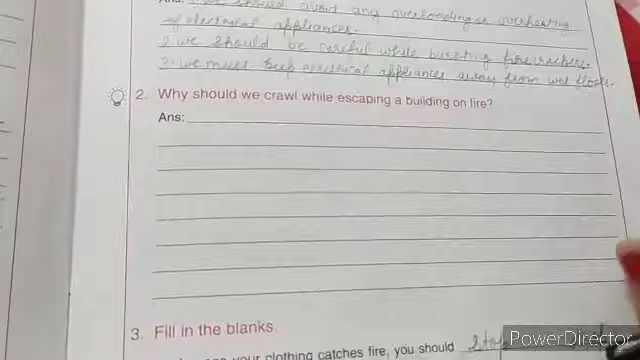 should avoid any overloading or overheating
of electrical appliances.
2. we should be careful while bursting firecrackers.
3. we must keep electrical appliances away from wet floors.
2. Why should we crawl while escaping a building on fire?
Ans:
3. Fill in the blanks.
your clothing catches fire, you should
PowerDirector